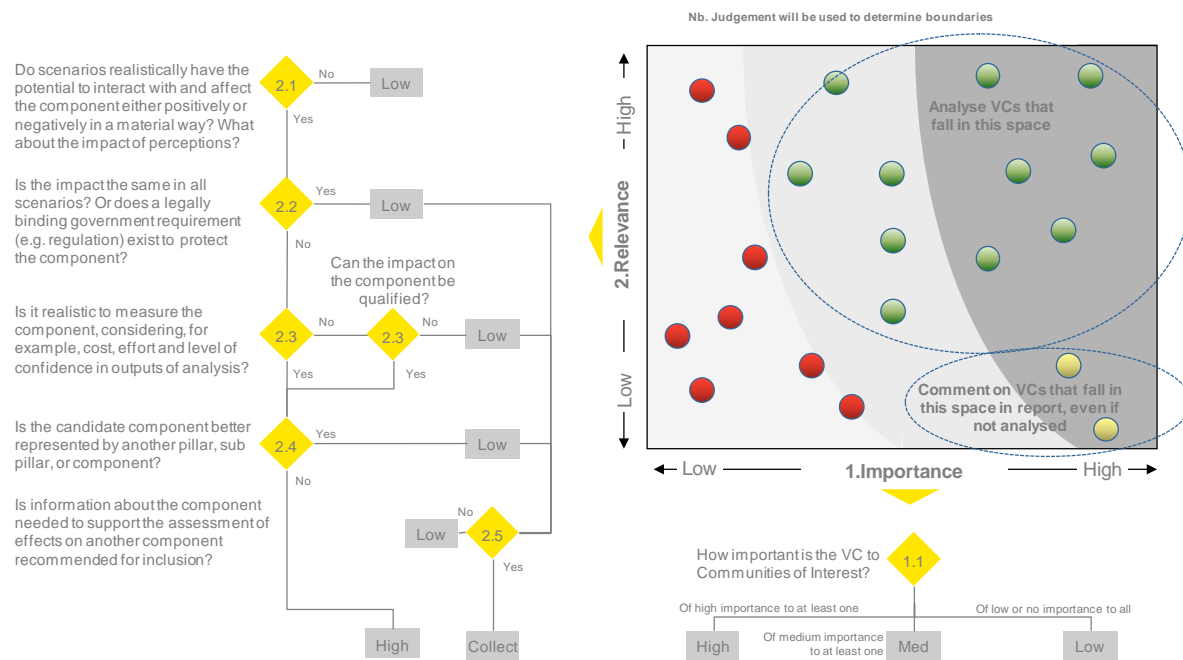 Nb. Judgement will be used to determine boundaries
Do scenarios realistically have the
potential to interact with and affect
the component either positively or
negatively in a material way? What
about the impact of perceptions?
2.1
No
Low
Yes
Is the impact the same in all
scenarios? Or does a legally
binding government requirement
(e.g. regulation) exist to protect
the component?
2.2
Yes
Low
No
Can the impact on
the component be
qualified?
Is it realistic to measure the
component, considering, for
example, cost, effort and level of
confidence in outputs of analysis?
2.3
No
2.3
No
Low
Yes
Yes
Is the candidate component better
represented by another pillar, sub
pillar, or component?
2.4
Yes
Low
No
Is information about the component
needed to support the assessment of
effects on another component
recommended for inclusion?
Low
No
2.5
Yes
High
Collect
High
2.Relevance
Low
Analyse VCs that
fall in this space
Comment on VCs that fall in
this space in report, even if
not analysed
Low
1.Importance
High
How important is the VC to
Communities of Interest?
1.1
Of high importance to at least one
Of low or no importance to all
High
Of medium importance
to at least one
Med
Low